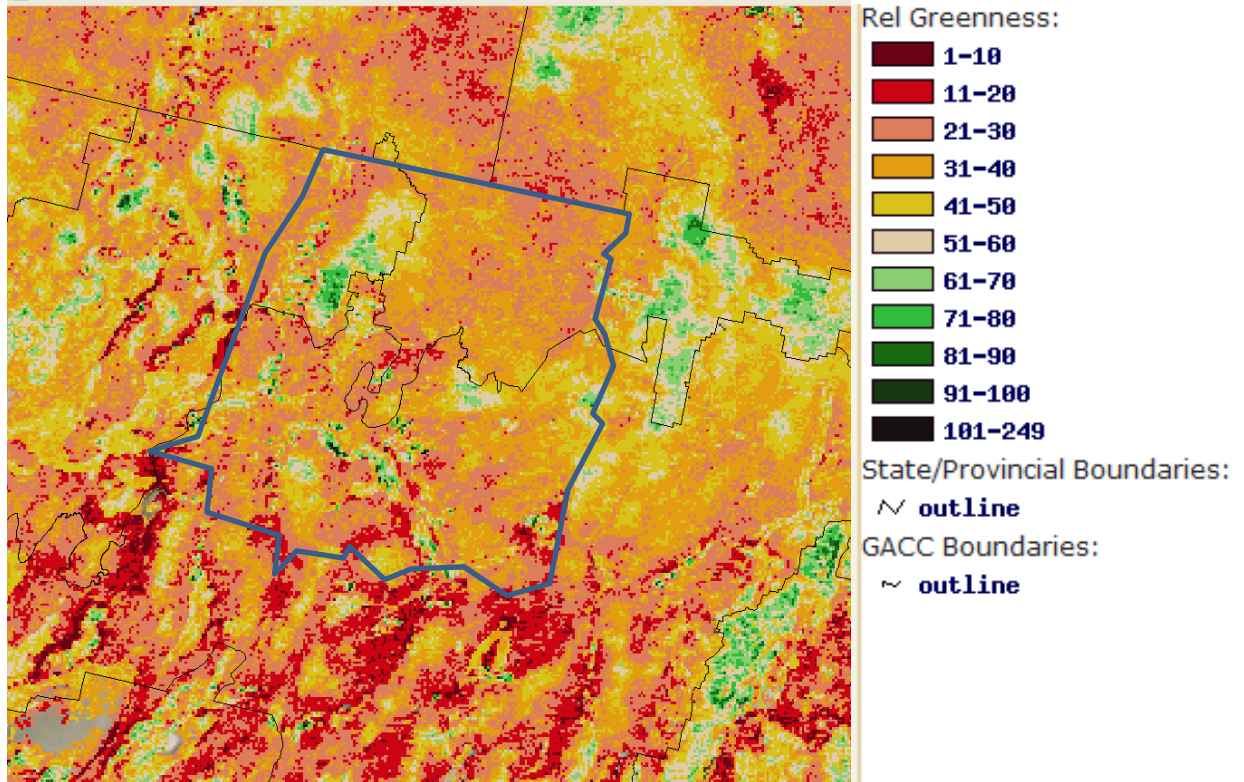 Rel Greenness:
1-10
11-20
21-30
31-40
41-50
51-60
61-70
71-80
81-90
91-100
101-249
State/Provincial Boundaries:
outline
GACC Boundaries:
outline